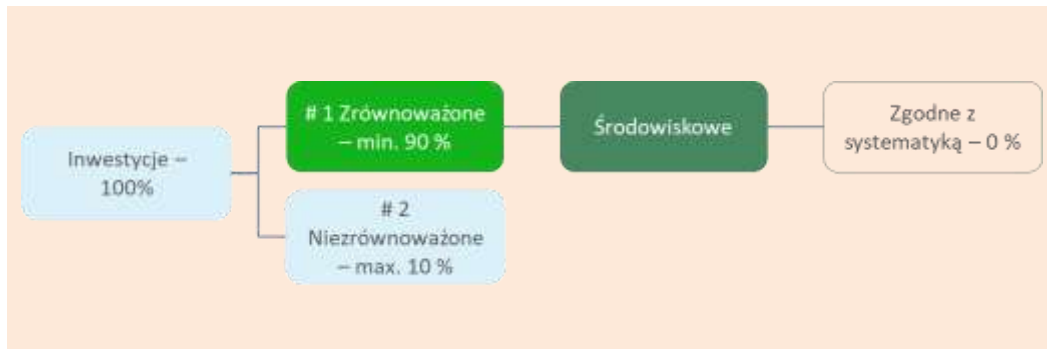 Inwestycje –
100%
# 1 Zrównoważone
– min. 90 %
# 2
Niezrównoważone
– max. 10 %
Środowiskowe
Zgodne z
systematyką – 0 %